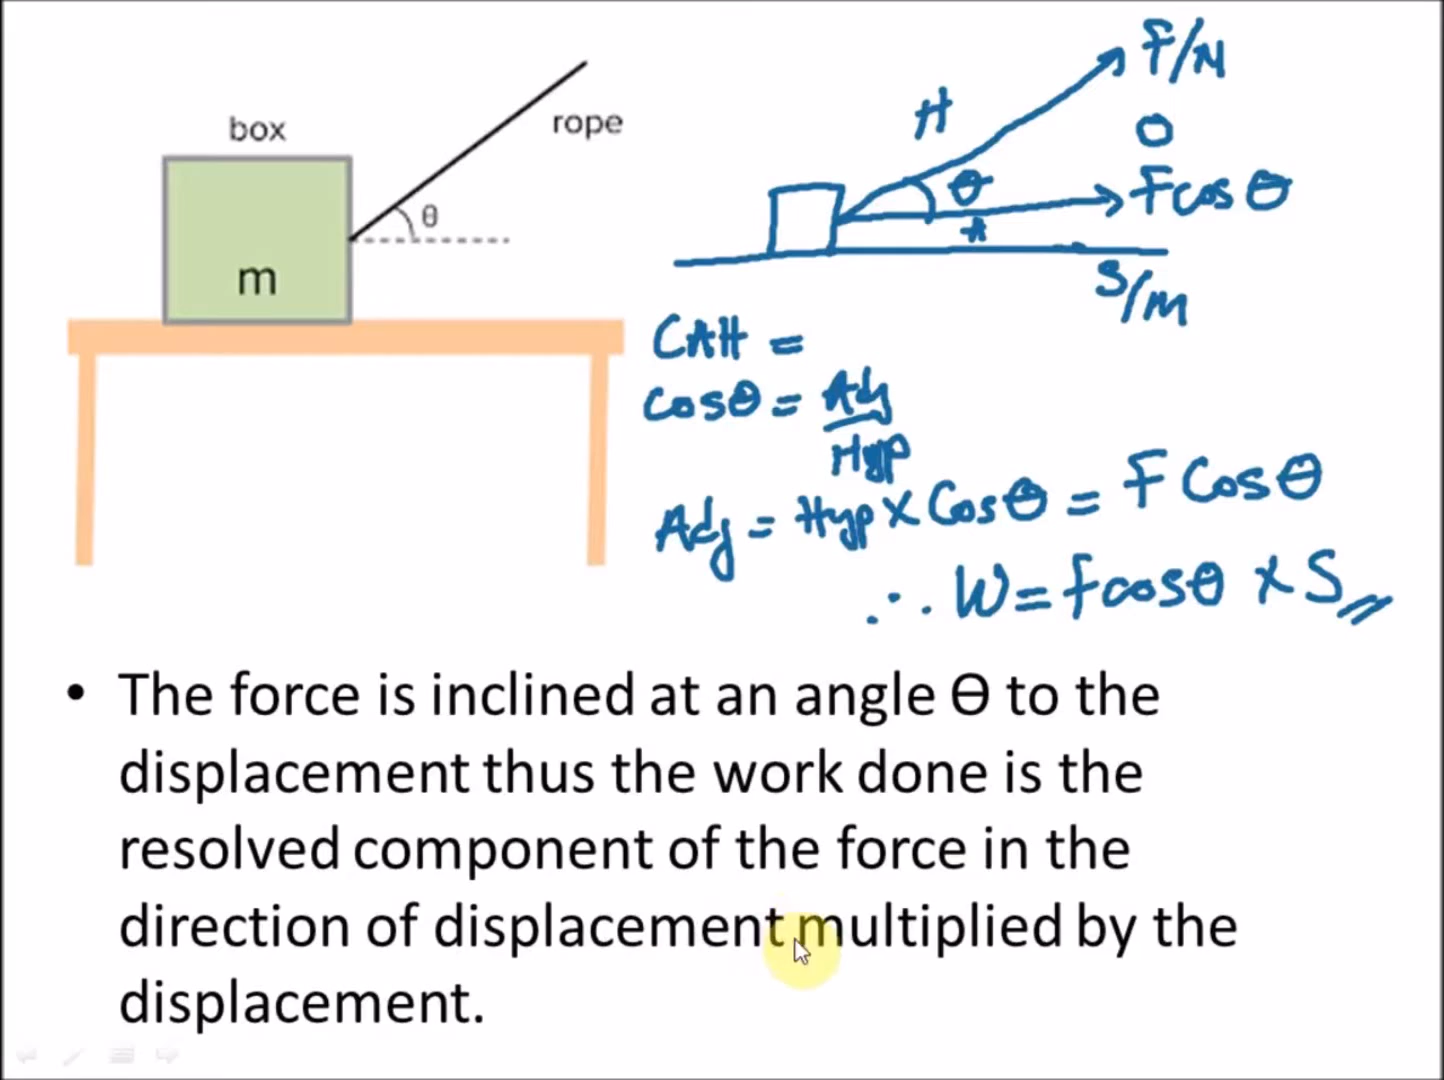 box
rope
θ
m
F/N
H
O
θ
Fcosθ
A
S/M
CAH =
Cosθ = Adj
Hyp
Adj = Hyp x Cosθ = F Cosθ
∴ W = Fcosθ x S
• The force is inclined at an angle Ө to the
displacement thus the work done is the
resolved component of the force in the
direction of displacement multiplied by the
displacement.